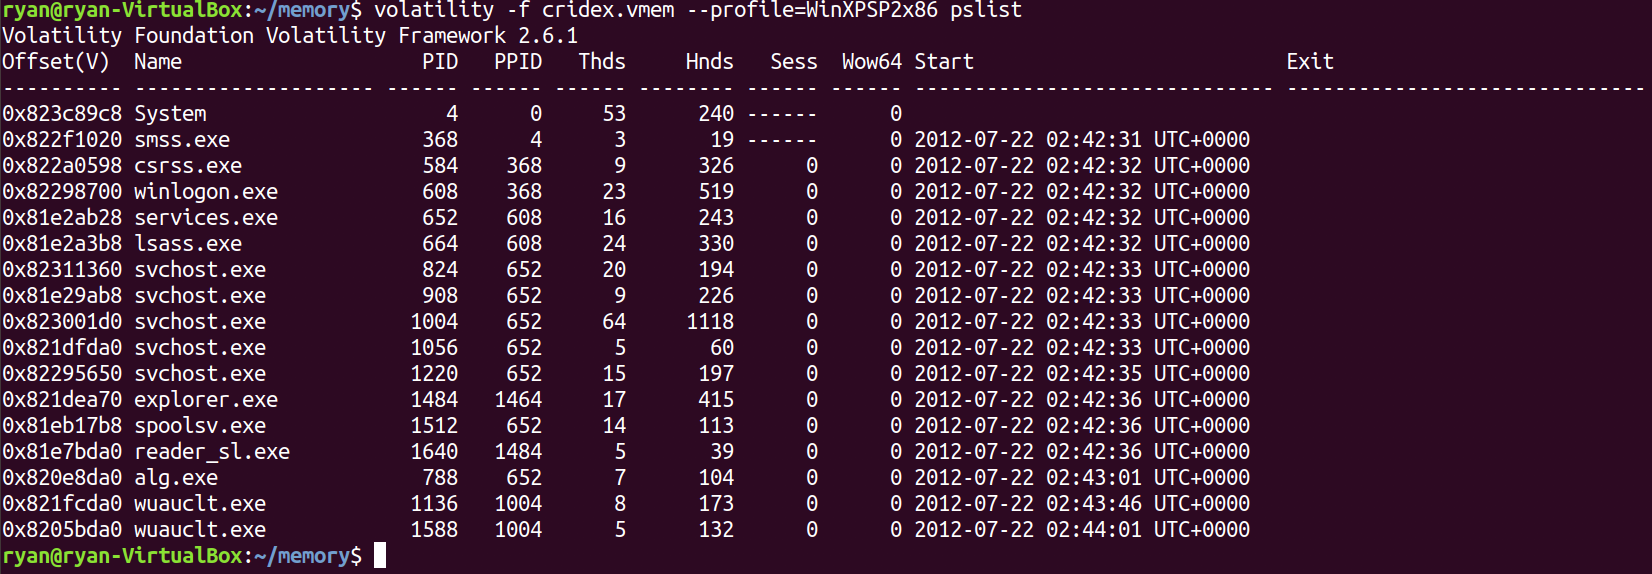 ryan@ryan-VirtualBox:~/memory$ volatility -f cridex.vmem --profile=WinXPSP2x86 pslist
Volatility Foundation Volatility Framework 2.6.1
Offset(V)  Name                    PID   PPID   Thds     Hnds   Sess  Wow64 Start                          Exit
---------- -------------------- ------ ------ ------ -------- ------ ------ ------------------------------ ------------------------------
0x823c89c8 System                    4      0     53      240 ------      0
0x822f1020 smss.exe                368      4      3       19 ------      0 2012-07-22 02:42:31 UTC+0000
0x822a0598 csrss.exe               584    368      9      326      0      0 2012-07-22 02:42:32 UTC+0000
0x82298700 winlogon.exe            608    368     23      519      0      0 2012-07-22 02:42:32 UTC+0000
0x81e2ab28 services.exe            652    608     16      243      0      0 2012-07-22 02:42:32 UTC+0000
0x81e2a3b8 lsass.exe               664    608     24      330      0      0 2012-07-22 02:42:32 UTC+0000
0x82311360 svchost.exe             824    652     20      194      0      0 2012-07-22 02:42:33 UTC+0000
0x81e29ab8 svchost.exe             908    652      9      226      0      0 2012-07-22 02:42:33 UTC+0000
0x823001d0 svchost.exe            1004    652     64     1118      0      0 2012-07-22 02:42:33 UTC+0000
0x821dfda0 svchost.exe            1056    652      5       60      0      0 2012-07-22 02:42:33 UTC+0000
0x82295650 svchost.exe            1220    652     15      197      0      0 2012-07-22 02:42:35 UTC+0000
0x821dea70 explorer.exe           1484   1464     17      415      0      0 2012-07-22 02:42:36 UTC+0000
0x81eb17b8 spoolsv.exe            1512    652     14      113      0      0 2012-07-22 02:42:36 UTC+0000
0x81e7bda0 reader_sl.exe          1640   1484      5       39      0      0 2012-07-22 02:42:36 UTC+0000
0x820e8da0 alg.exe                 788    652      7      104      0      0 2012-07-22 02:43:01 UTC+0000
0x821fcda0 wuauclt.exe            1136   1004      8      173      0      0 2012-07-22 02:43:46 UTC+0000
0x8205bda0 wuauclt.exe            1588   1004      5      132      0      0 2012-07-22 02:44:01 UTC+0000
ryan@ryan-VirtualBox:~/memory$